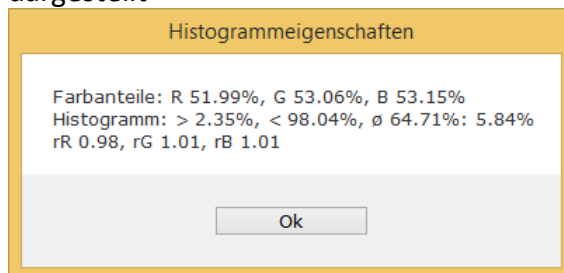 dargestellt
Histogrammeigenschaften
Farbanteile: R 51.99%, G 53.06%, B 53.15%
Histogramm: > 2.35%, < 98.04%, ø 64.71%: 5.84%
rR 0.98, rG 1.01, rB 1.01
Ok